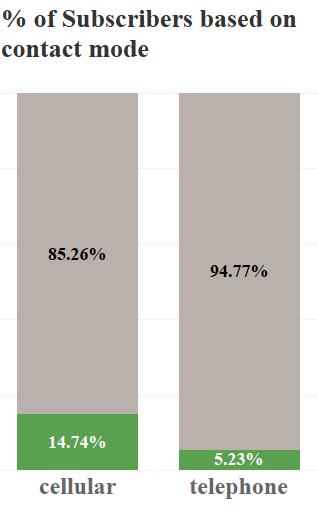 % of Subscribers based on
contact mode
85.26%
94.77%
14.74%
5.23%
cellular
telephone